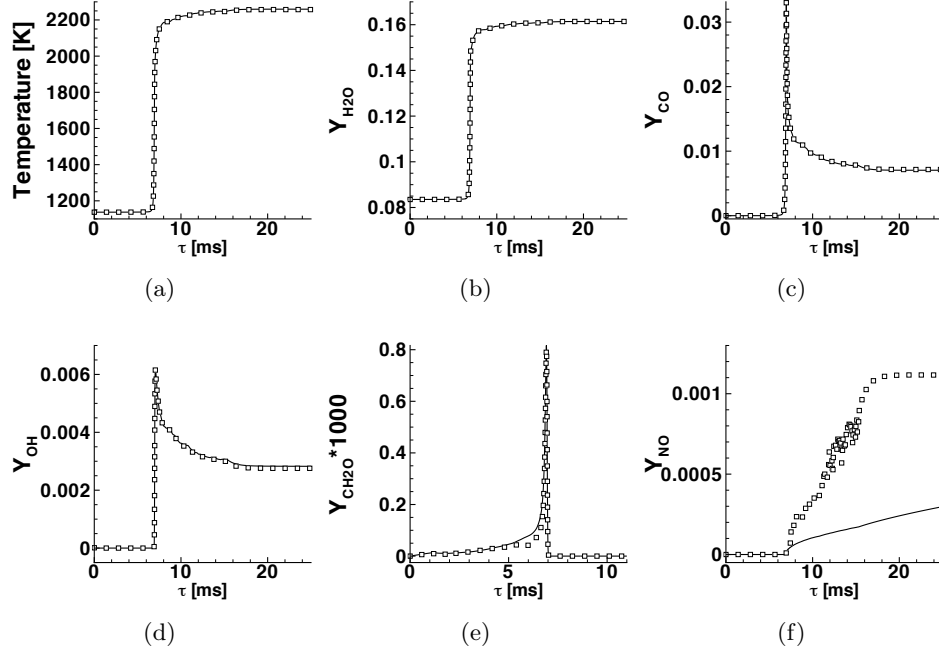 2200
2000
1800
1600
1400
1200
Temperature [K]
0 10 20
τ [ms]
(a)
0.16
0.14
0.12
0.1
0.08
Y_H2O
0 10 20
τ [ms]
(b)
0.03
0.02
0.01
0
Y_CO
0 10 20
τ [ms]
(c)
0.006
0.004
0.002
0
Y_OH
0 10 20
τ [ms]
(d)
0.8
0.6
0.4
0.2
0
Y_CH2O*1000
0 5 10
τ [ms]
(e)
0.001
0.0005
0
Y_NO
0 10 20
τ [ms]
(f)